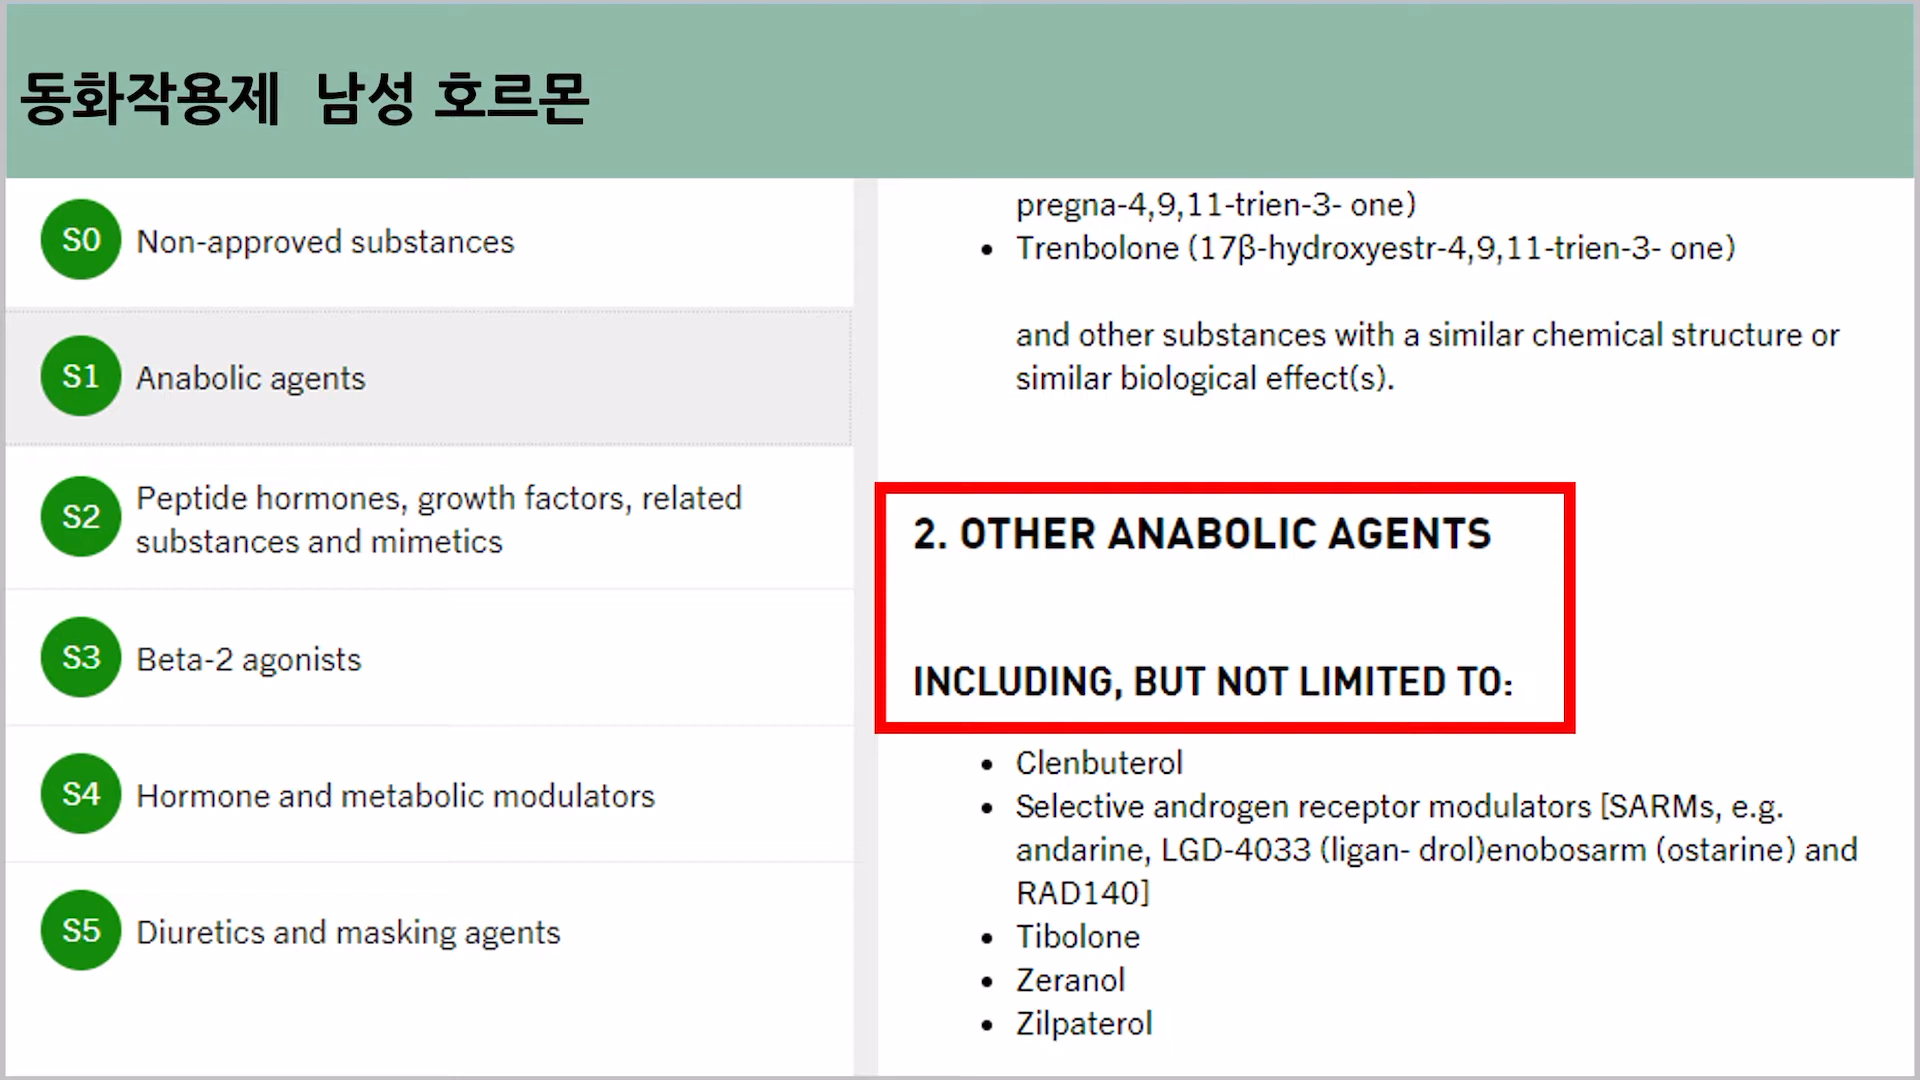 동화작용제 남성 호르몬
S0 Non-approved substances
S1 Anabolic agents
S2 Peptide hormones, growth factors, related
substances and mimetics
S3 Beta-2 agonists
S4 Hormone and metabolic modulators
S5 Diuretics and masking agents
pregna-4,9,11-trien-3- one)
• Trenbolone (17β-hydroxyestr-4,9,11-trien-3- one)
and other substances with a similar chemical structure or
similar biological effect(s).
2. OTHER ANABOLIC AGENTS
INCLUDING, BUT NOT LIMITED TO:
• Clenbuterol
• Selective androgen receptor modulators [SARMs, e.g.
andarine, LGD-4033 (ligan- drol)enobosarm (ostarine) and
RAD140]
• Tibolone
• Zeranol
• Zilpaterol